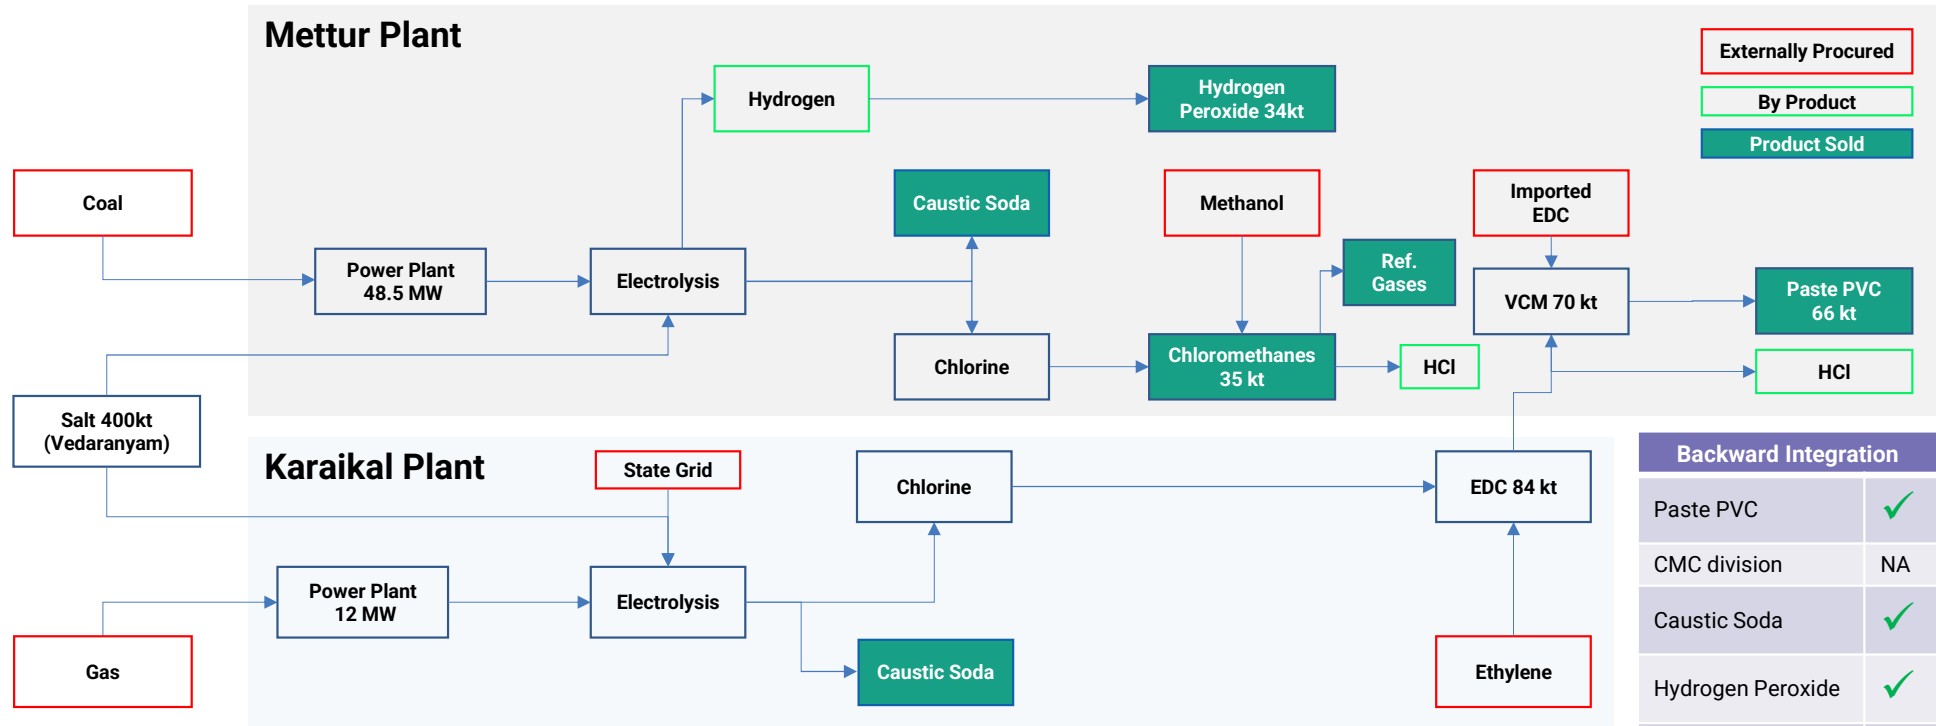 Mettur Plant
Externally Procured
By Product
Product Sold
Hydrogen
Hydrogen
Peroxide 34kt
Coal
Caustic Soda
Methanol
Imported
EDC
Power Plant
48.5 MW
Electrolysis
Ref.
Gases
VCM 70 kt
Paste PVC
66 kt
Chlorine
Chloromethanes
35 kt
HCl
HCl
Salt 400kt
(Vedaranyam)
Karaikal Plant
State Grid
Chlorine
EDC 84 kt
Power Plant
12 MW
Electrolysis
Gas
Caustic Soda
Ethylene
Backward Integration
Paste PVC ✓
CMC division NA
Caustic Soda ✓
Hydrogen Peroxide ✓